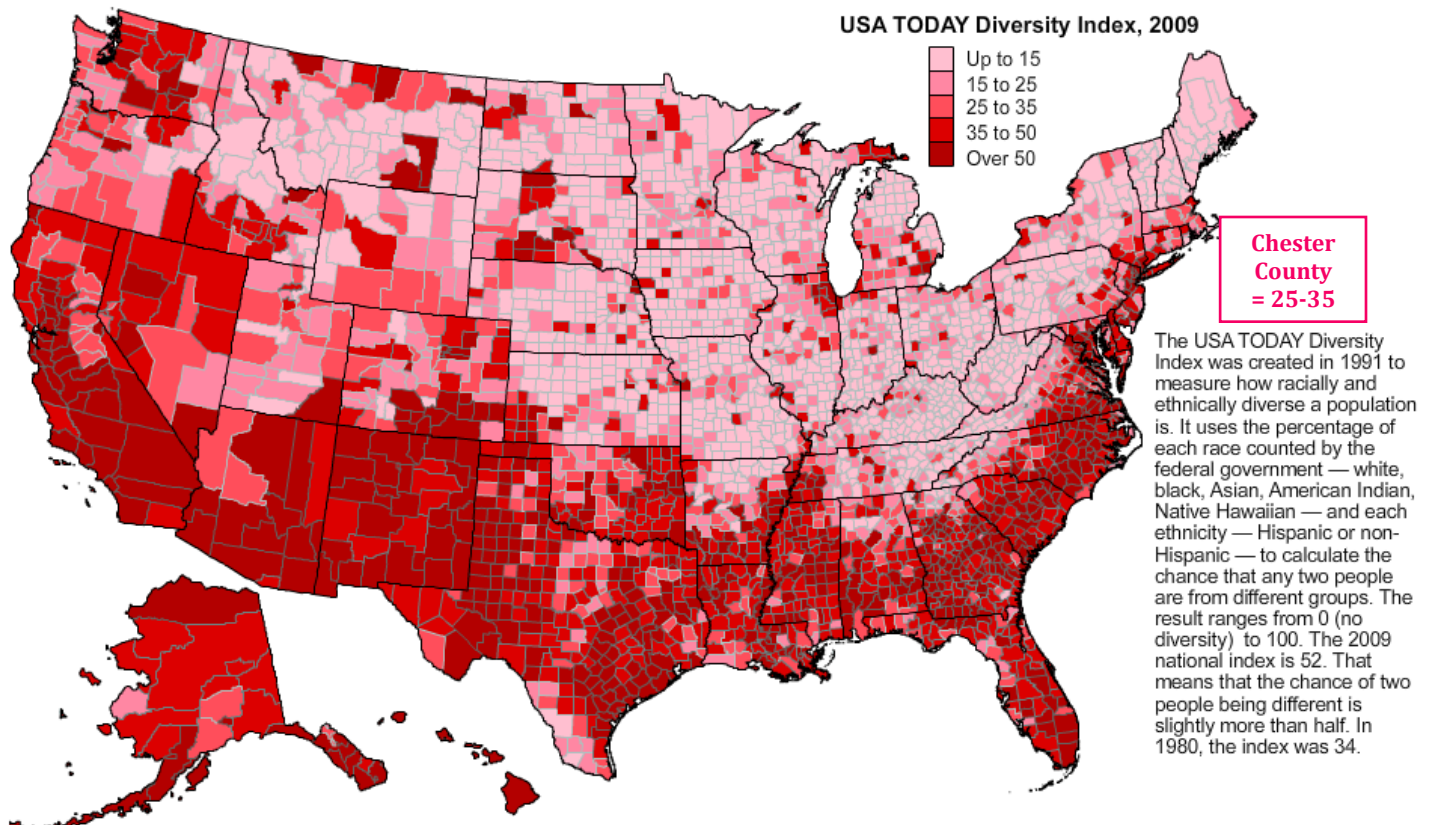 USA TODAY Diversity Index, 2009
Up to 15
15 to 25
25 to 35
35 to 50
Over 50
Chester
County
= 25-35
The USA TODAY Diversity
Index was created in 1991 to
measure how racially and
ethnically diverse a population
is. It uses the percentage of
each race counted by the
federal government — white,
black, Asian, American Indian,
Native Hawaiian — and each
ethnicity — Hispanic or non-
Hispanic — to calculate the
chance that any two people
are from different groups. The
result ranges from 0 (no
diversity)  to 100. The 2009
national index is 52. That
means that the chance of two
people being different is
slightly more than half. In
1980, the index was 34.